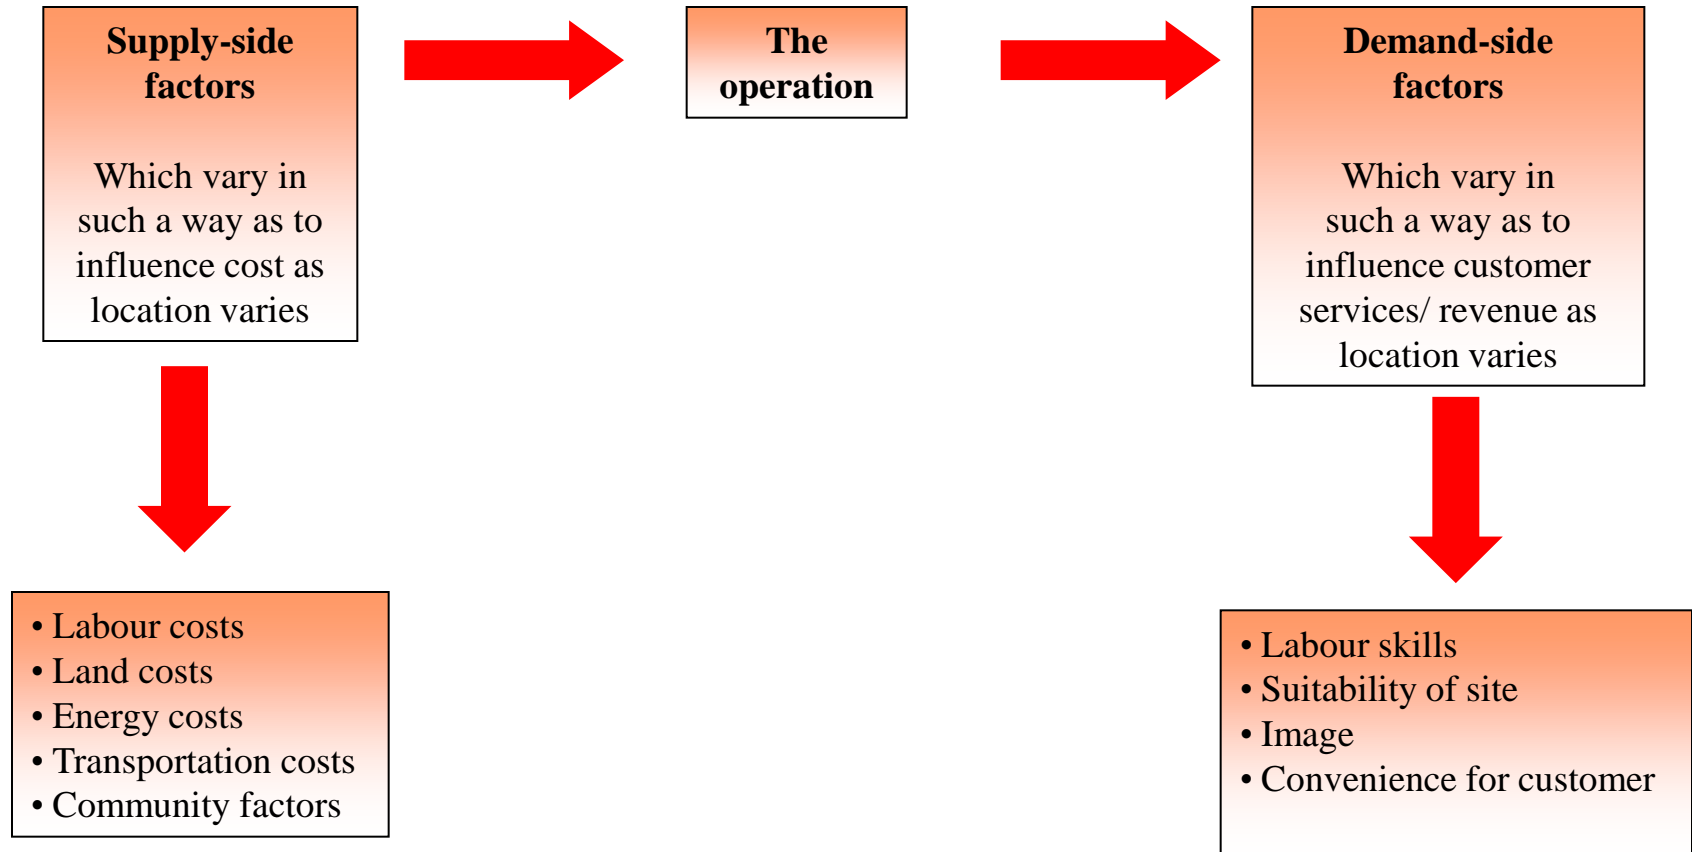 Supply-side
factors
Which vary in
such a way as to
influence cost as
location varies
The
operation
Demand-side
factors
Which vary in
such a way as to
influence customer
services/ revenue as
location varies
• Labour costs
• Land costs
• Energy costs
• Transportation costs
• Community factors
• Labour skills
• Suitability of site
• Image
• Convenience for customer